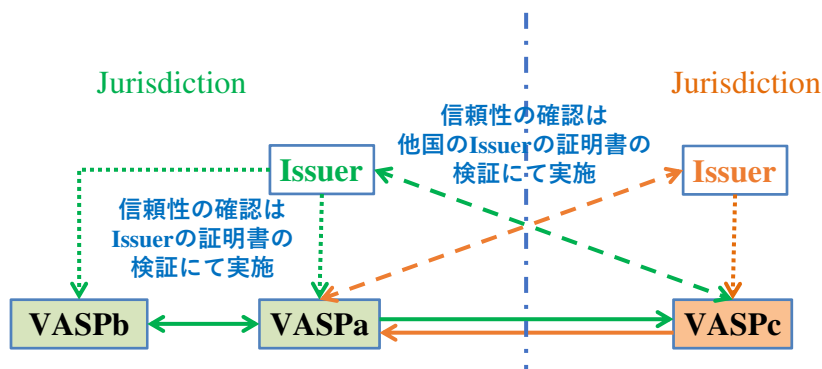 Jurisdiction
Jurisdiction
信頼性の確認は
他国のIssuerの証明書の
検証にて実施
Issuer
Issuer
信頼性の確認は
Issuerの証明書の
検証にて実施
VASPb
VASPa
VASPc